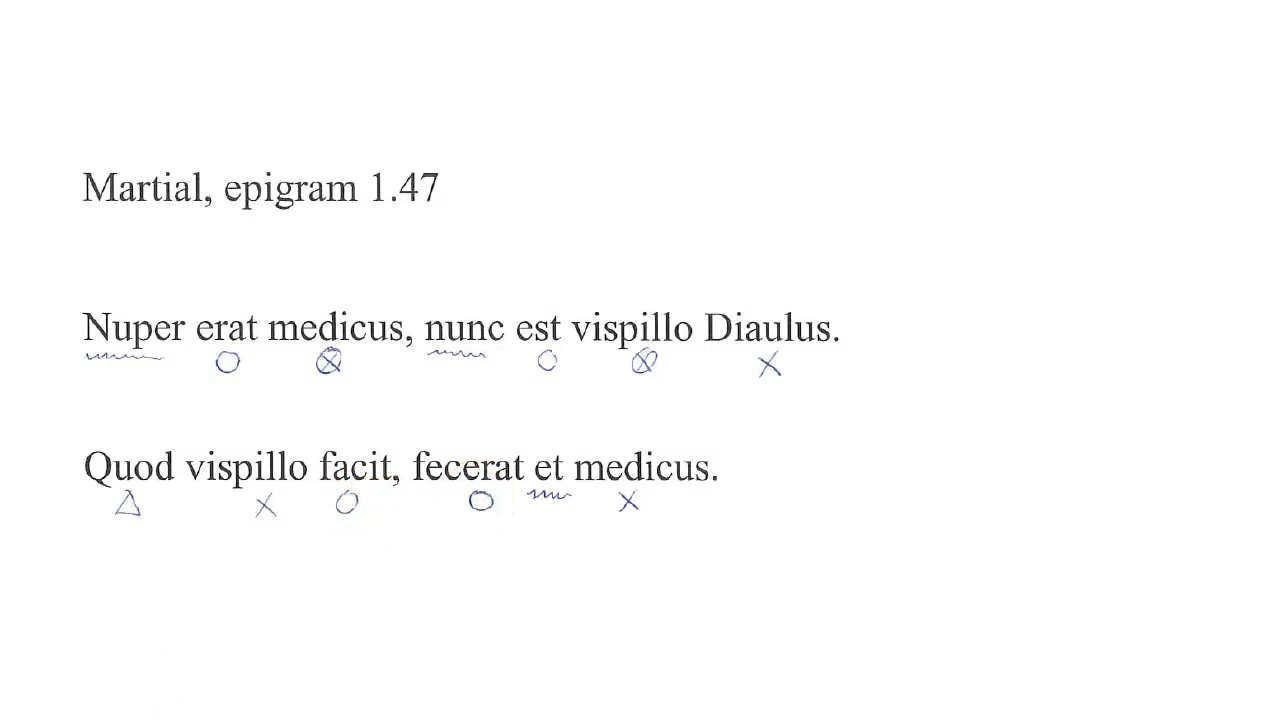 Martial, epigram 1.47
Nuper erat medicus, nunc est vispillo Diaulus.
Quod vispillo facit, fecerat et medicus.